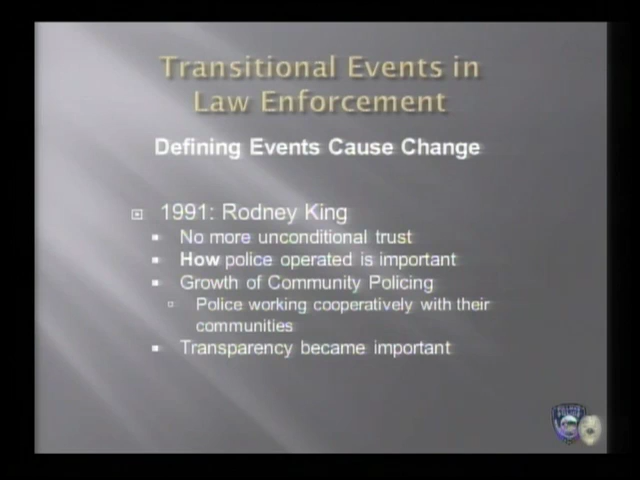 Transitional Events in
Law Enforcement
Defining Events Cause Change
1991: Rodney King
No more unconditional trust
How police operated is important
Growth of Community Policing
Police working cooperatively with their
communities
Transparency became important